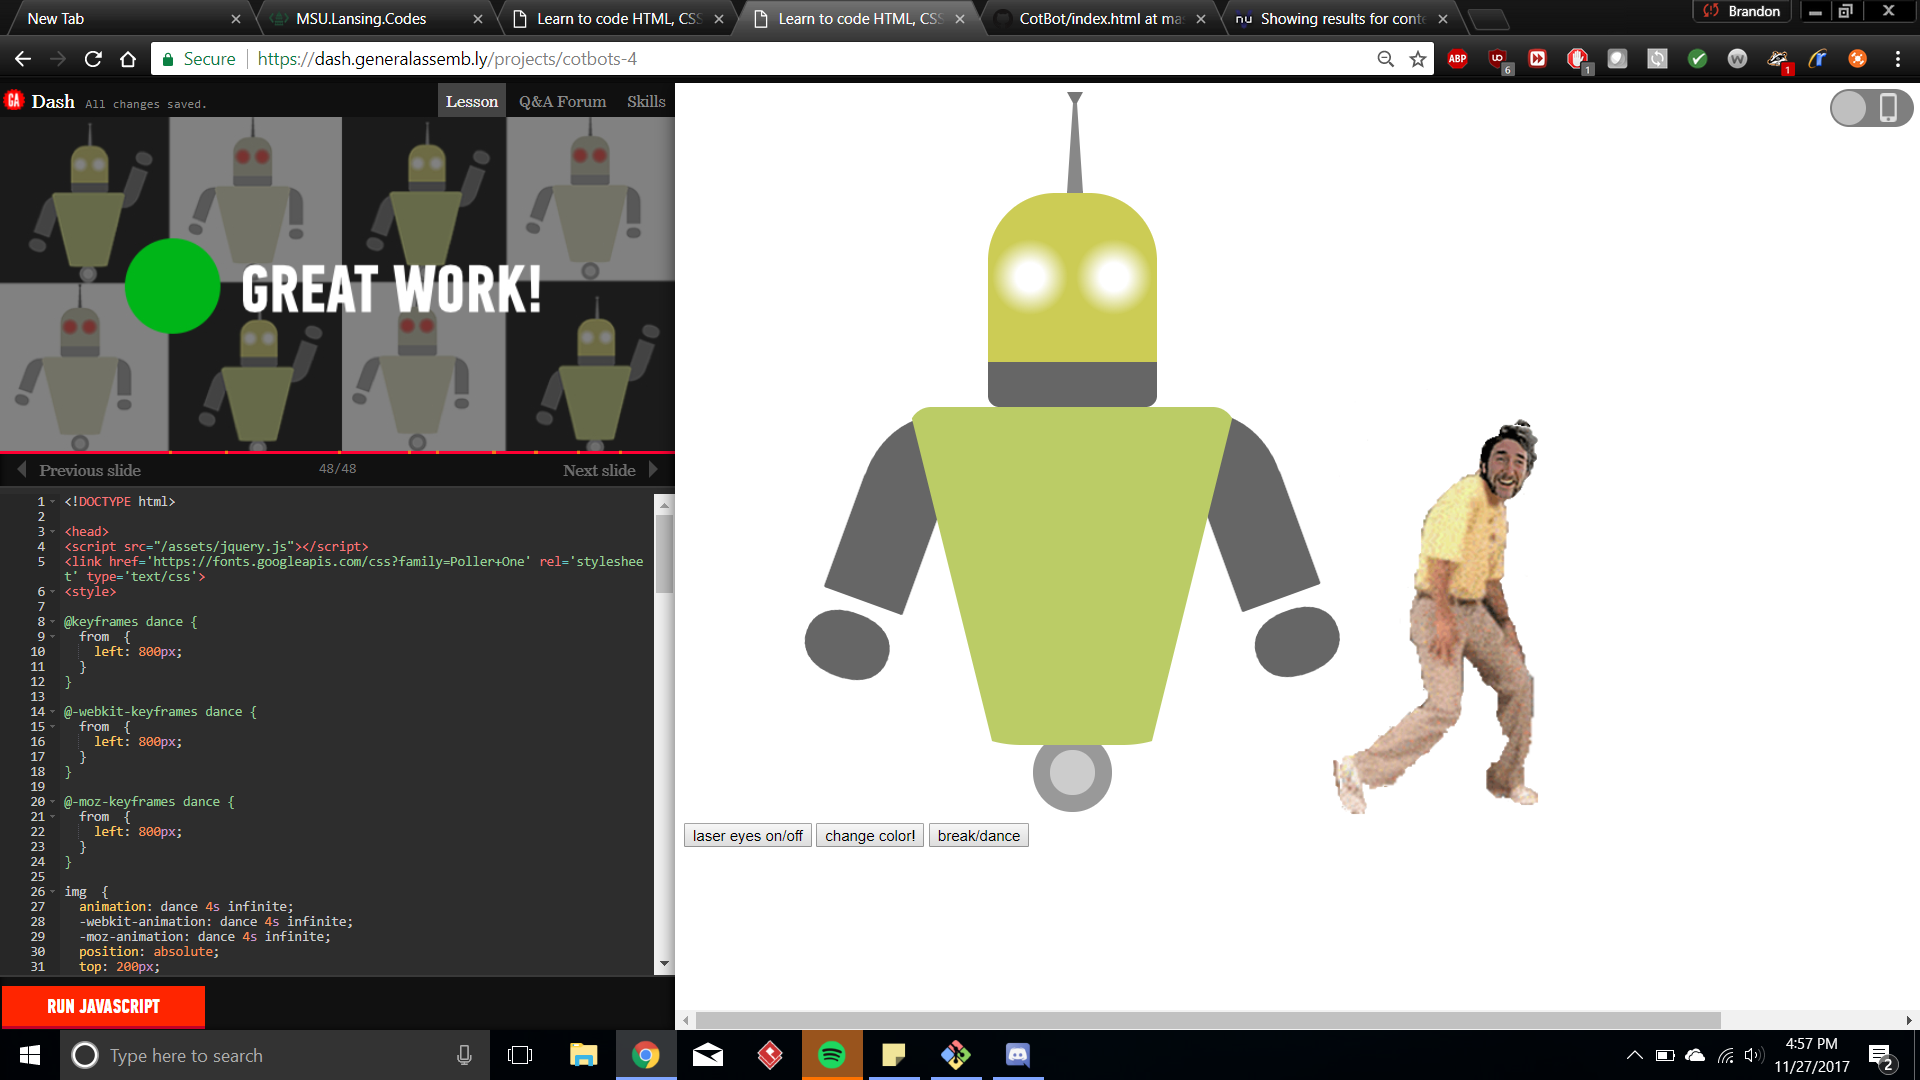 New Tab
MSU.Lansing.Codes
Learn to code HTML, CSS
Learn to code HTML, CSS
CotBot/index.html at mas
Showing results for conte
Brandon
Secure
https://dash.generalassemb.ly/projects/cotbots-4
ABP
UD
6
1
W
1
GA
Dash
All changes saved.
Lesson
Q&A Forum
Skills
GREAT WORK!
Previous slide
48/48
Next slide
1 <!DOCTYPE html>
2
3 <head>
4 <script src="/assets/jquery.js"></script>
5 <link href='https://fonts.googleapis.com/css?family=Poller+One' rel='styleshee
t' type='text/css'>
6 <style>
7
8 @keyframes dance {
9 from  {
10 left: 800px;
11 }
12 }
13
14 @-webkit-keyframes dance {
15 from  {
16 left: 800px;
17 }
18 }
19
20 @-moz-keyframes dance {
21 from  {
22 left: 800px;
23 }
24 }
25
26 img  {
27 animation: dance 4s infinite;
28 -webkit-animation: dance 4s infinite;
29 -moz-animation: dance 4s infinite;
30 position: absolute;
31 top: 200px;
RUN JAVASCRIPT
laser eyes on/off
change color!
break/dance
Type here to search
4:57 PM
11/27/2017
2